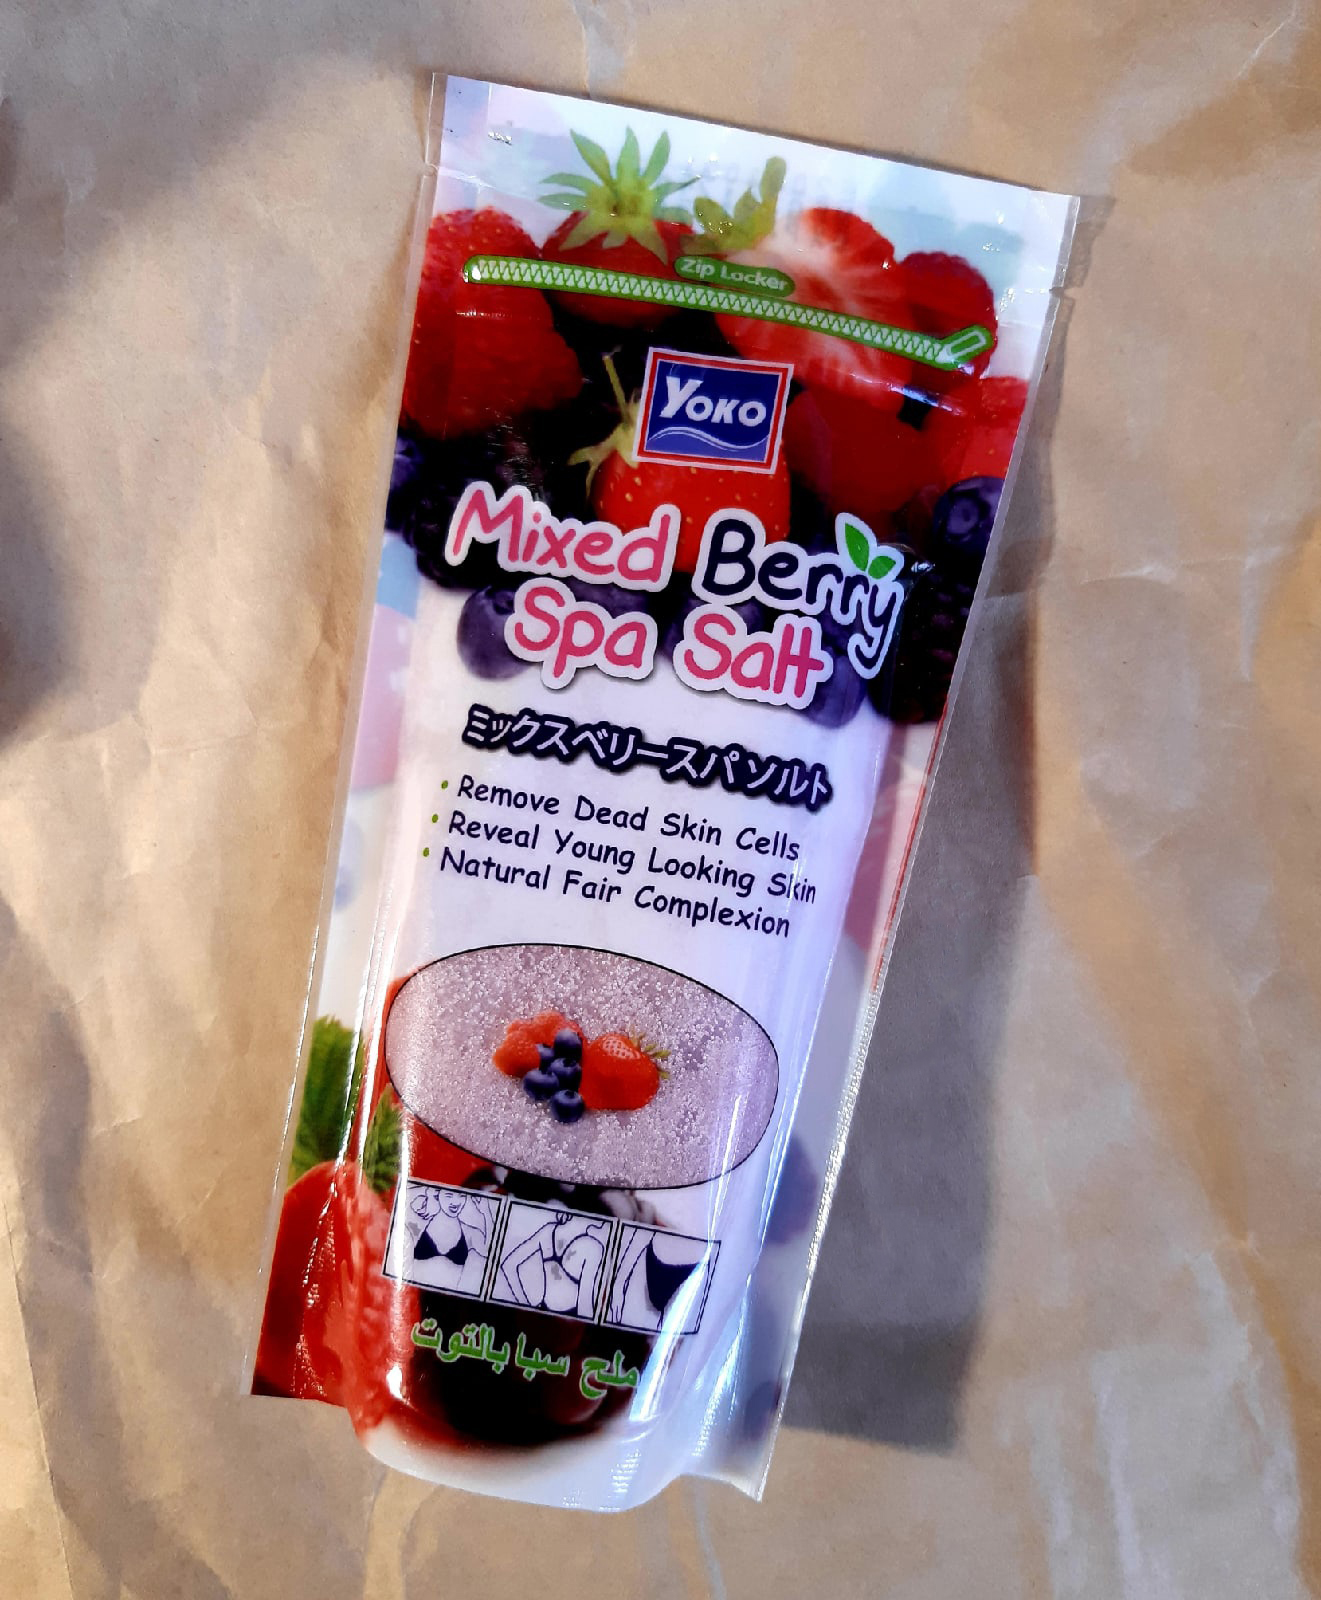 Zip Locker
YOKO
Mixed Berry
Spa Salt
ミックスベリースパソルト
• Remove Dead Skin Cells
• Reveal Young Looking Skin
• Natural Fair Complexion
ملح سبا بالتوت